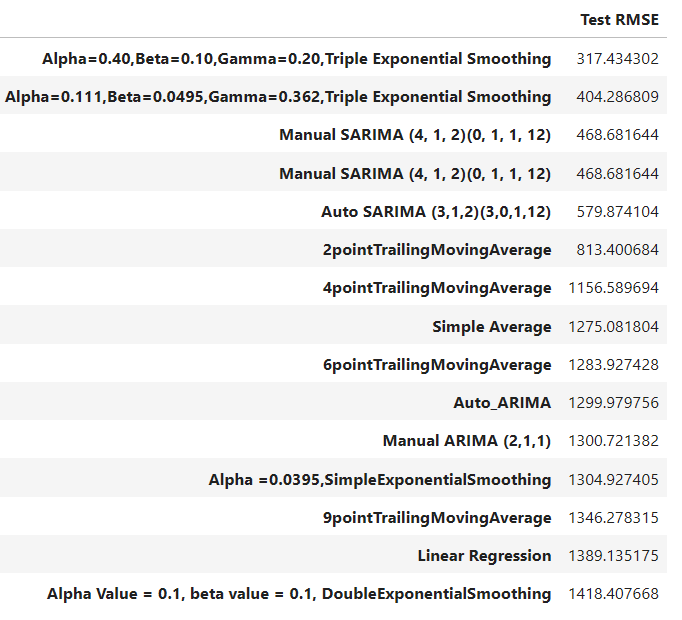 Test RMSE
Alpha=0.40,Beta=0.10,Gamma=0.20,Triple Exponential Smoothing 317.434302
Alpha=0.111,Beta=0.0495,Gamma=0.362,Triple Exponential Smoothing 404.286809
Manual SARIMA (4, 1, 2)(0, 1, 1, 12) 468.681644
Manual SARIMA (4, 1, 2)(0, 1, 1, 12) 468.681644
Auto SARIMA (3,1,2)(3,0,1,12) 579.874104
2pointTrailingMovingAverage 813.400684
4pointTrailingMovingAverage 1156.589694
Simple Average 1275.081804
6pointTrailingMovingAverage 1283.927428
Auto_ARIMA 1299.979756
Manual ARIMA (2,1,1) 1300.721382
Alpha =0.0395,SimpleExponentialSmoothing 1304.927405
9pointTrailingMovingAverage 1346.278315
Linear Regression 1389.135175
Alpha Value = 0.1, beta value = 0.1, DoubleExponentialSmoothing 1418.407668